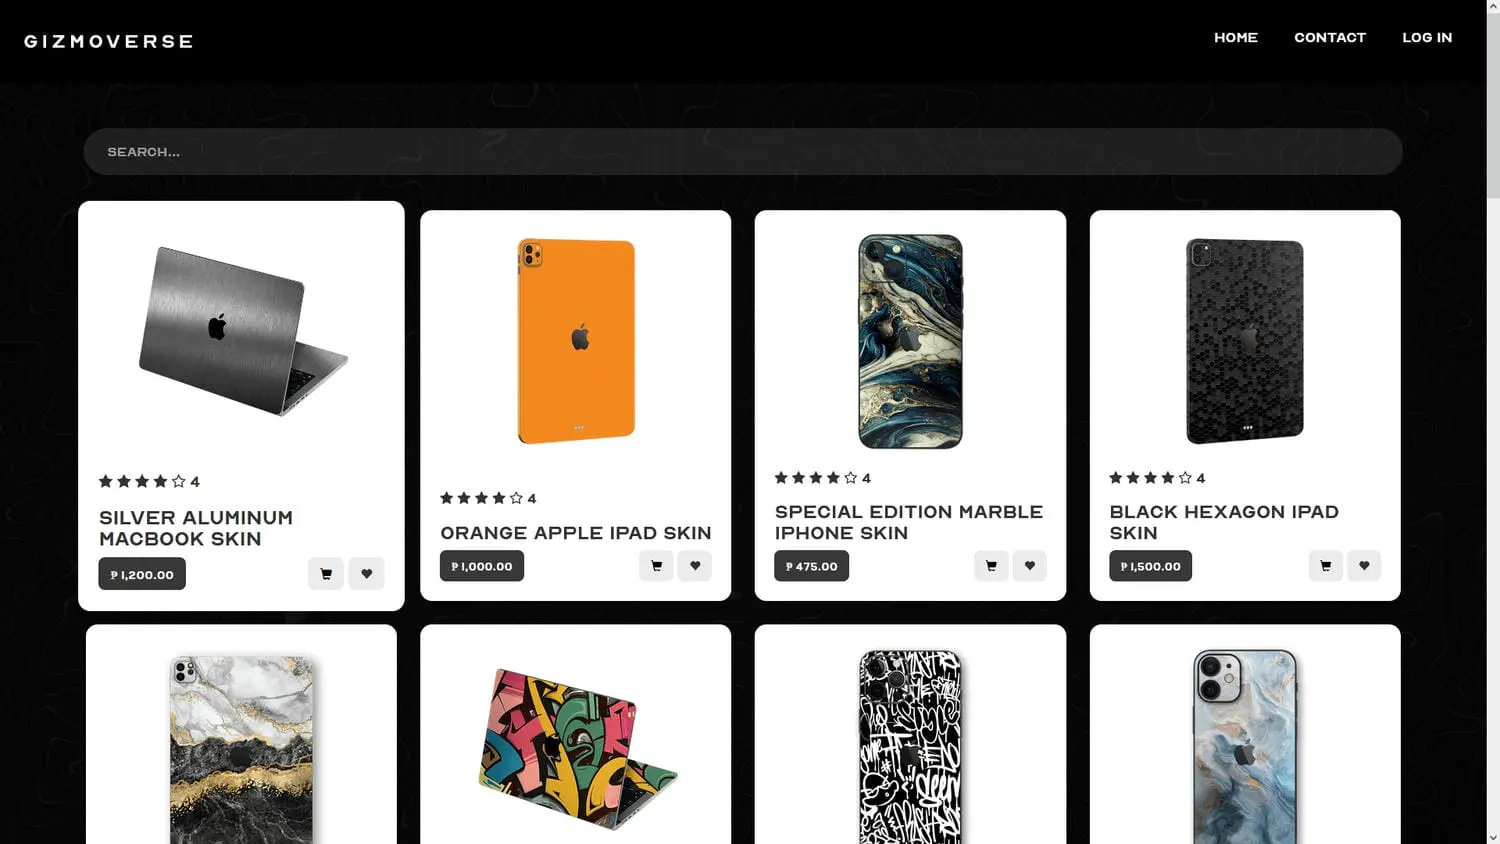 GIZMOVERSE
HOME
CONTACT
LOG IN
SEARCH...
4
SILVER ALUMINUM
MACBOOK SKIN
₱ 1,200.00
4
ORANGE APPLE IPAD SKIN
₱ 1,000.00
4
SPECIAL EDITION MARBLE
IPHONE SKIN
₱ 475.00
4
BLACK HEXAGON IPAD
SKIN
₱ 1,500.00